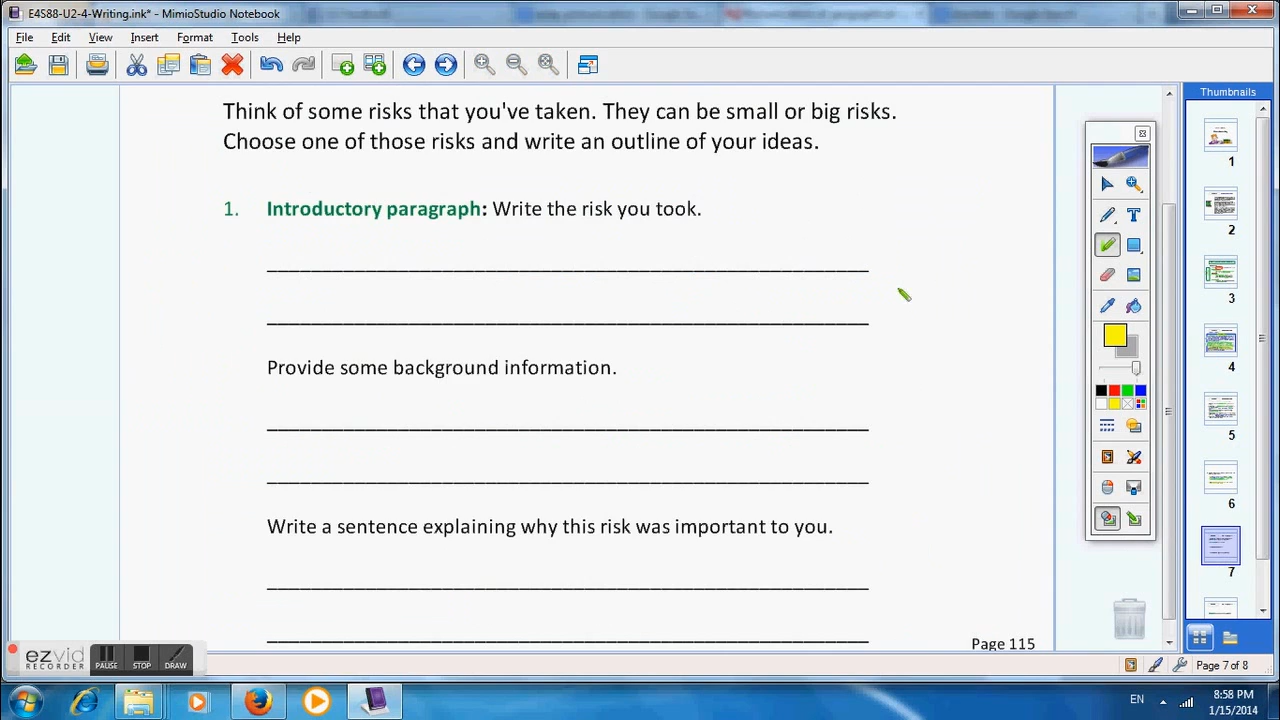 E4S88-U2-4-Writing.ink* - MimioStudio Notebook
File Edit View Insert Format Tools Help
Think of some risks that you've taken. They can be small or big risks.
Choose one of those risks and write an outline of your ideas.
1. Introductory paragraph: Write the risk you took.
Provide some background information.
Write a sentence explaining why this risk was important to you.
Page 115
Thumbnails
1
2
3
4
5
6
7
ezvid
RECORDER
PAUSE STOP DRAW
Page 7 of 8
EN
8:58 PM
1/15/2014